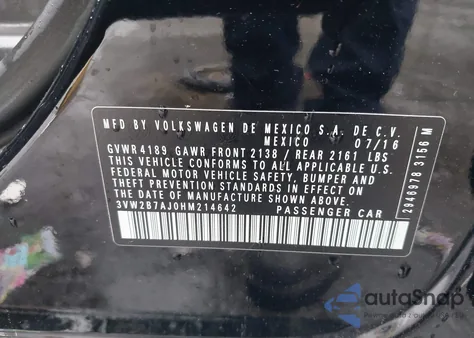 MFD BY VOLKSWAGEN DE MEXICO S.A. DE C.V.
MEXICO 07/16
GVWR 4189 GAWR FRONT 2138 / REAR 2161 LBS
THIS VEHICLE CONFORMS TO ALL APPLICABLE
FEDERAL MOTOR VEHICLE SAFETY, BUMPER AND
THEFT PREVENTION STANDARDS IN EFFECT ON
THE DATE OF MANUFACTURE SHOWN ABOVE.
3VW2B7AJ0HM214642 PASSENGER CAR
2946978 3156 M
autoSnap